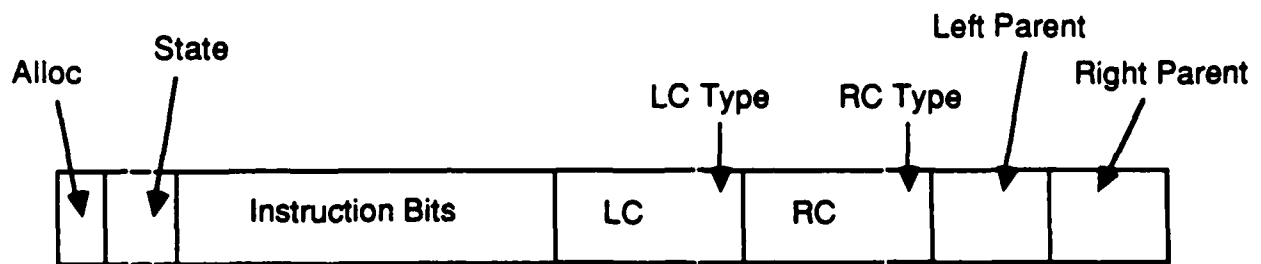 Left Parent
State
Right Parent
Alloc
LC Type
RC Type
Instruction Bits
LC
RC